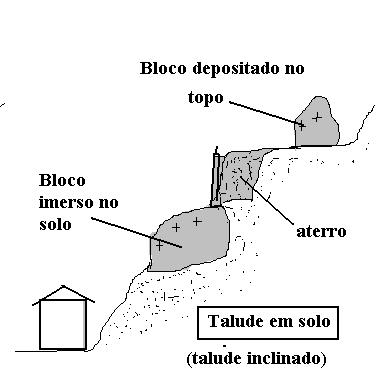 Bloco depositado no
topo
Bloco
imerso no
solo
aterro
Talude em solo
(talude inclinado)